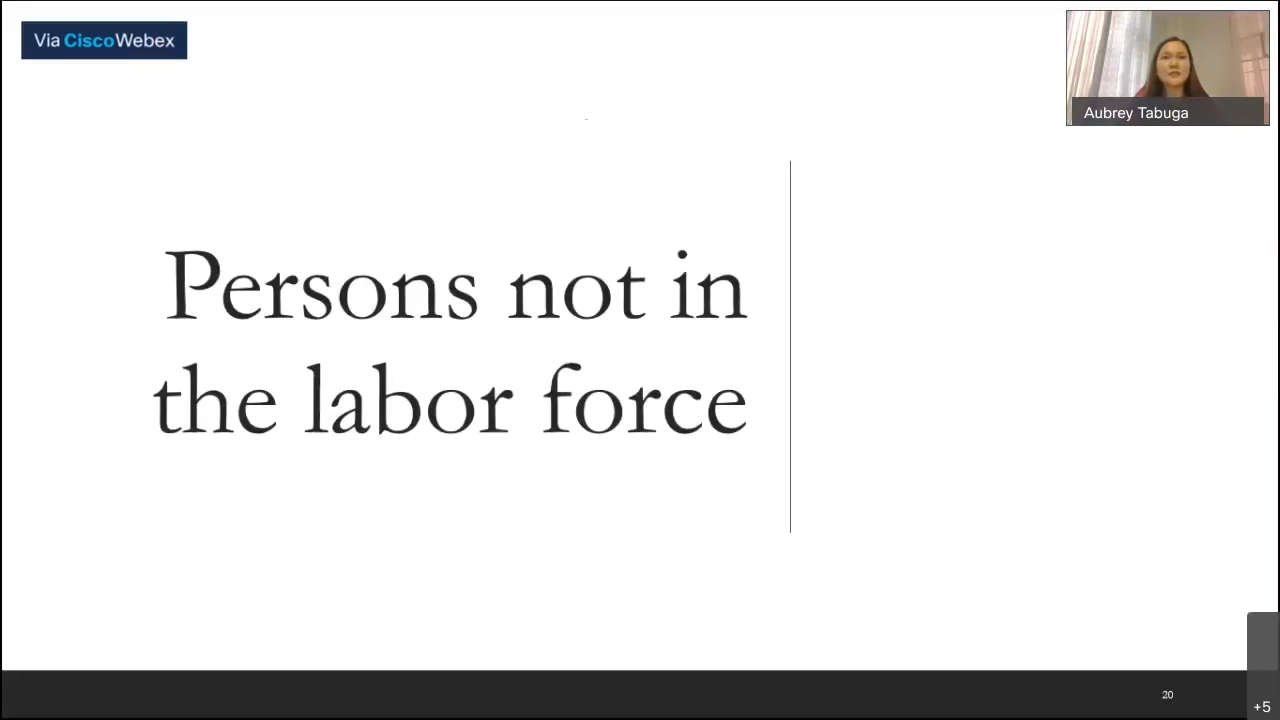 Via CiscoWebex
Aubrey Tabuga
Persons not in
the labor force
20
+5